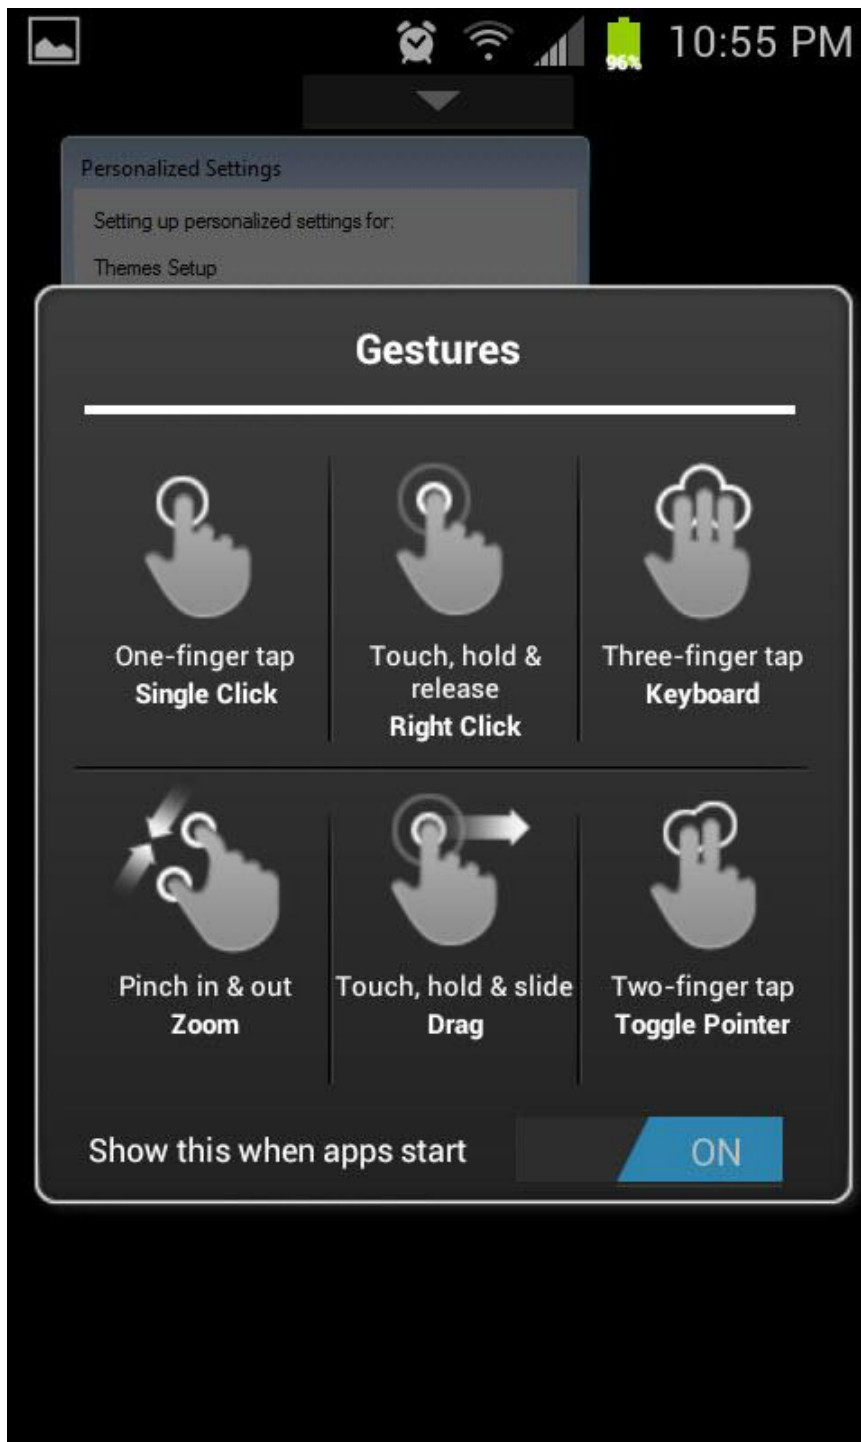 10:55 PM
96%
Personalized Settings
Setting up personalized settings for:
Themes Setup
Gestures
One-finger tap
Single Click
Touch, hold &
release
Right Click
Three-finger tap
Keyboard
Pinch in & out
Zoom
Touch, hold & slide
Drag
Two-finger tap
Toggle Pointer
Show this when apps start
ON